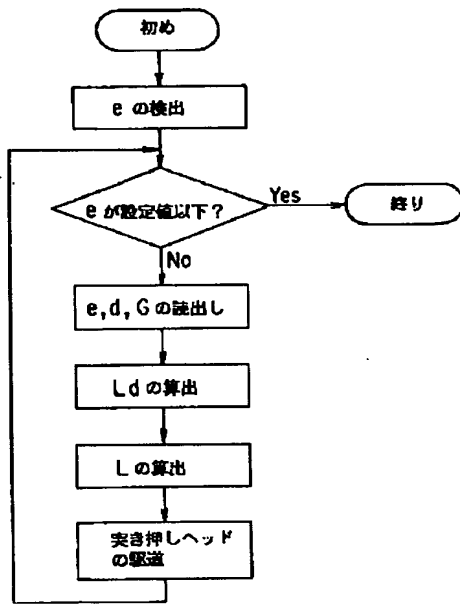 初め
e の検出
e が設定値以下？
Yes
終り
No
e,d,G の読出し
Ld の算出
L の算出
突き押しヘッド
の駆道